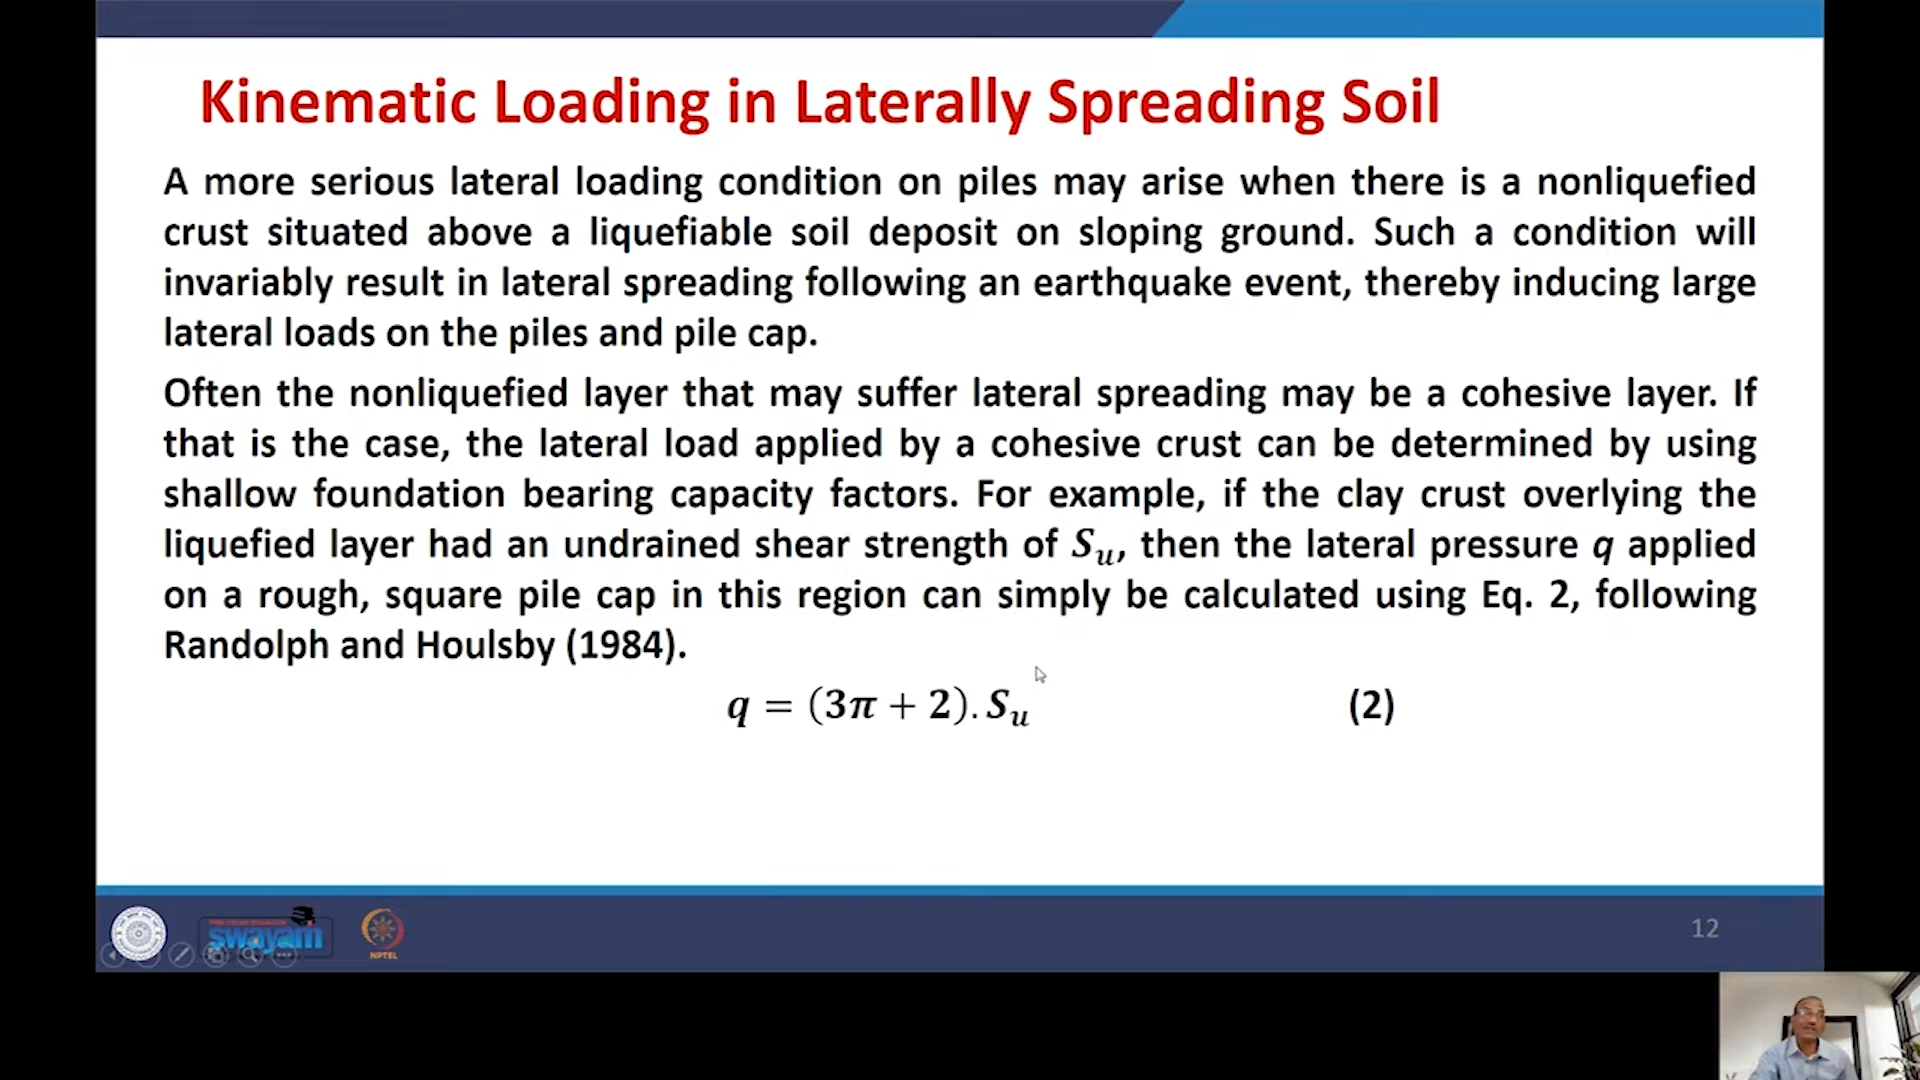 Kinematic Loading in Laterally Spreading Soil
A more serious lateral loading condition on piles may arise when there is a nonliquefied
crust situated above a liquefiable soil deposit on sloping ground. Such a condition will
invariably result in lateral spreading following an earthquake event, thereby inducing large
lateral loads on the piles and pile cap.
Often the nonliquefied layer that may suffer lateral spreading may be a cohesive layer. If
that is the case, the lateral load applied by a cohesive crust can be determined by using
shallow foundation bearing capacity factors. For example, if the clay crust overlying the
liquefied layer had an undrained shear strength of Sᵤ, then the lateral pressure q applied
on a rough, square pile cap in this region can simply be calculated using Eq. 2, following
Randolph and Houlsby (1984).
q = (3π + 2). Sᵤ (2)
swayam
NPTEL
12